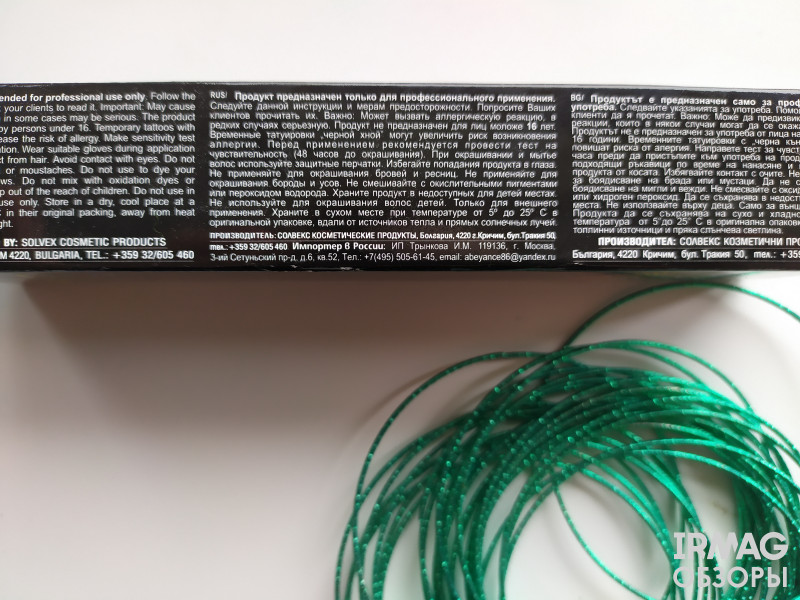 ended for professional use only. Follow the
your clients to read it. Important: May cause
e in some cases may be serious. The product
by persons under 16. Temporary tattoos with
ease the risk of allergy. Make sensitivity test
ation. Wear suitable gloves during application
ct from hair. Avoid contact with eyes. Do not
or moustaches. Do not use to dye your
ws. Do not mix with oxidation dyes or
p out of the reach of children. Do not use in
use only. Store in a dry, cool place at a
in their original packing, away from heat
ght.
BY: SOLVEX COSMETIC PRODUCTS
M 4220, BULGARIA, TEL.: +359 32/605 460
RUS/ Продукт предназначен только для профессионального применения.
Следуйте данной инструкции и мерам предосторожности. Попросите Ваших
клиентов прочитать их. Важно: Может вызвать аллергическую реакцию, в
редких случаях серьезную. Продукт не предназначен для лиц моложе 16 лет.
Временные татуировки „черной хной“ могут увеличить риск возникновения
аллергии. Перед применением рекомендуется провести тест на
чувствительность (48 часов до окрашивания). При окрашивании и мытье
волос используйте защитные перчатки. Избегайте попадания продукта в глаза.
Не применяйте для окрашивания бровей и ресниц. Не применяйте для
окрашивания бороды и усов. Не смешивайте с окислительными пигментами
или пероксидом водорода. Храните продукт в недоступных для детей местах.
Не используйте для окрашивания волос детей. Только для внешнего
применения. Храните в сухом месте при температуре от 5º до 25º C в
оригинальной упаковке, вдали от источников тепла и прямых солнечных лучей.
ПРОИЗВОДИТЕЛЬ: СОЛВЕКС КОСМЕТИЧЕСКИЕ ПРОДУКТЫ, Болгария, 4220 г.Кричим, бул.Тракия 50,
тел. +359 32/605 460 Импортер в России: ИП Трынкова И.М. 119136, г. Москва,
3-ий Сетуньский пр-д, д.6, кв.52, Тел.: +7(495) 505-61-45, email: abeyance86@yandex.ru
BG/ Продуктът е предназначен само за проф
употреба. Следвайте указанията за употреба. Помо
клиенти да я прочетат. Важно: Може да предизвик
реакции, които в някои случаи могат да се окаж
Продуктът не е предназначен за употреба от лица на
16 години. Временните татуировки с „черна кън
повишат риска от алергия. Направете тест за чувст
часа преди да пристъпите към употреба на проду
подходящи ръкавици по време на нанасяне и о
продукта от косата. Избягвайте контакт с очите. Не
за боядисване на брада или мустаци. Да не с
боядисване на мигли и вежди. Не смесвайте с оксид
или хидроген пероксид. Да се съхранява в недост
места. Не използвайте върху деца. Само за външ
Продукта да се съхранява на сухо и хладно
температура от 5 до 25° C в оригиналната
топлинни източници и пряка слънчева светлина.
ПРОИЗВОДИТЕЛ: СОЛВЕКС КОЗМЕТИЧНИ ПРО
България, 4220 Кричим, бул. Тракия 50, тел. +359
IRMAG
ОБЗОРЫ